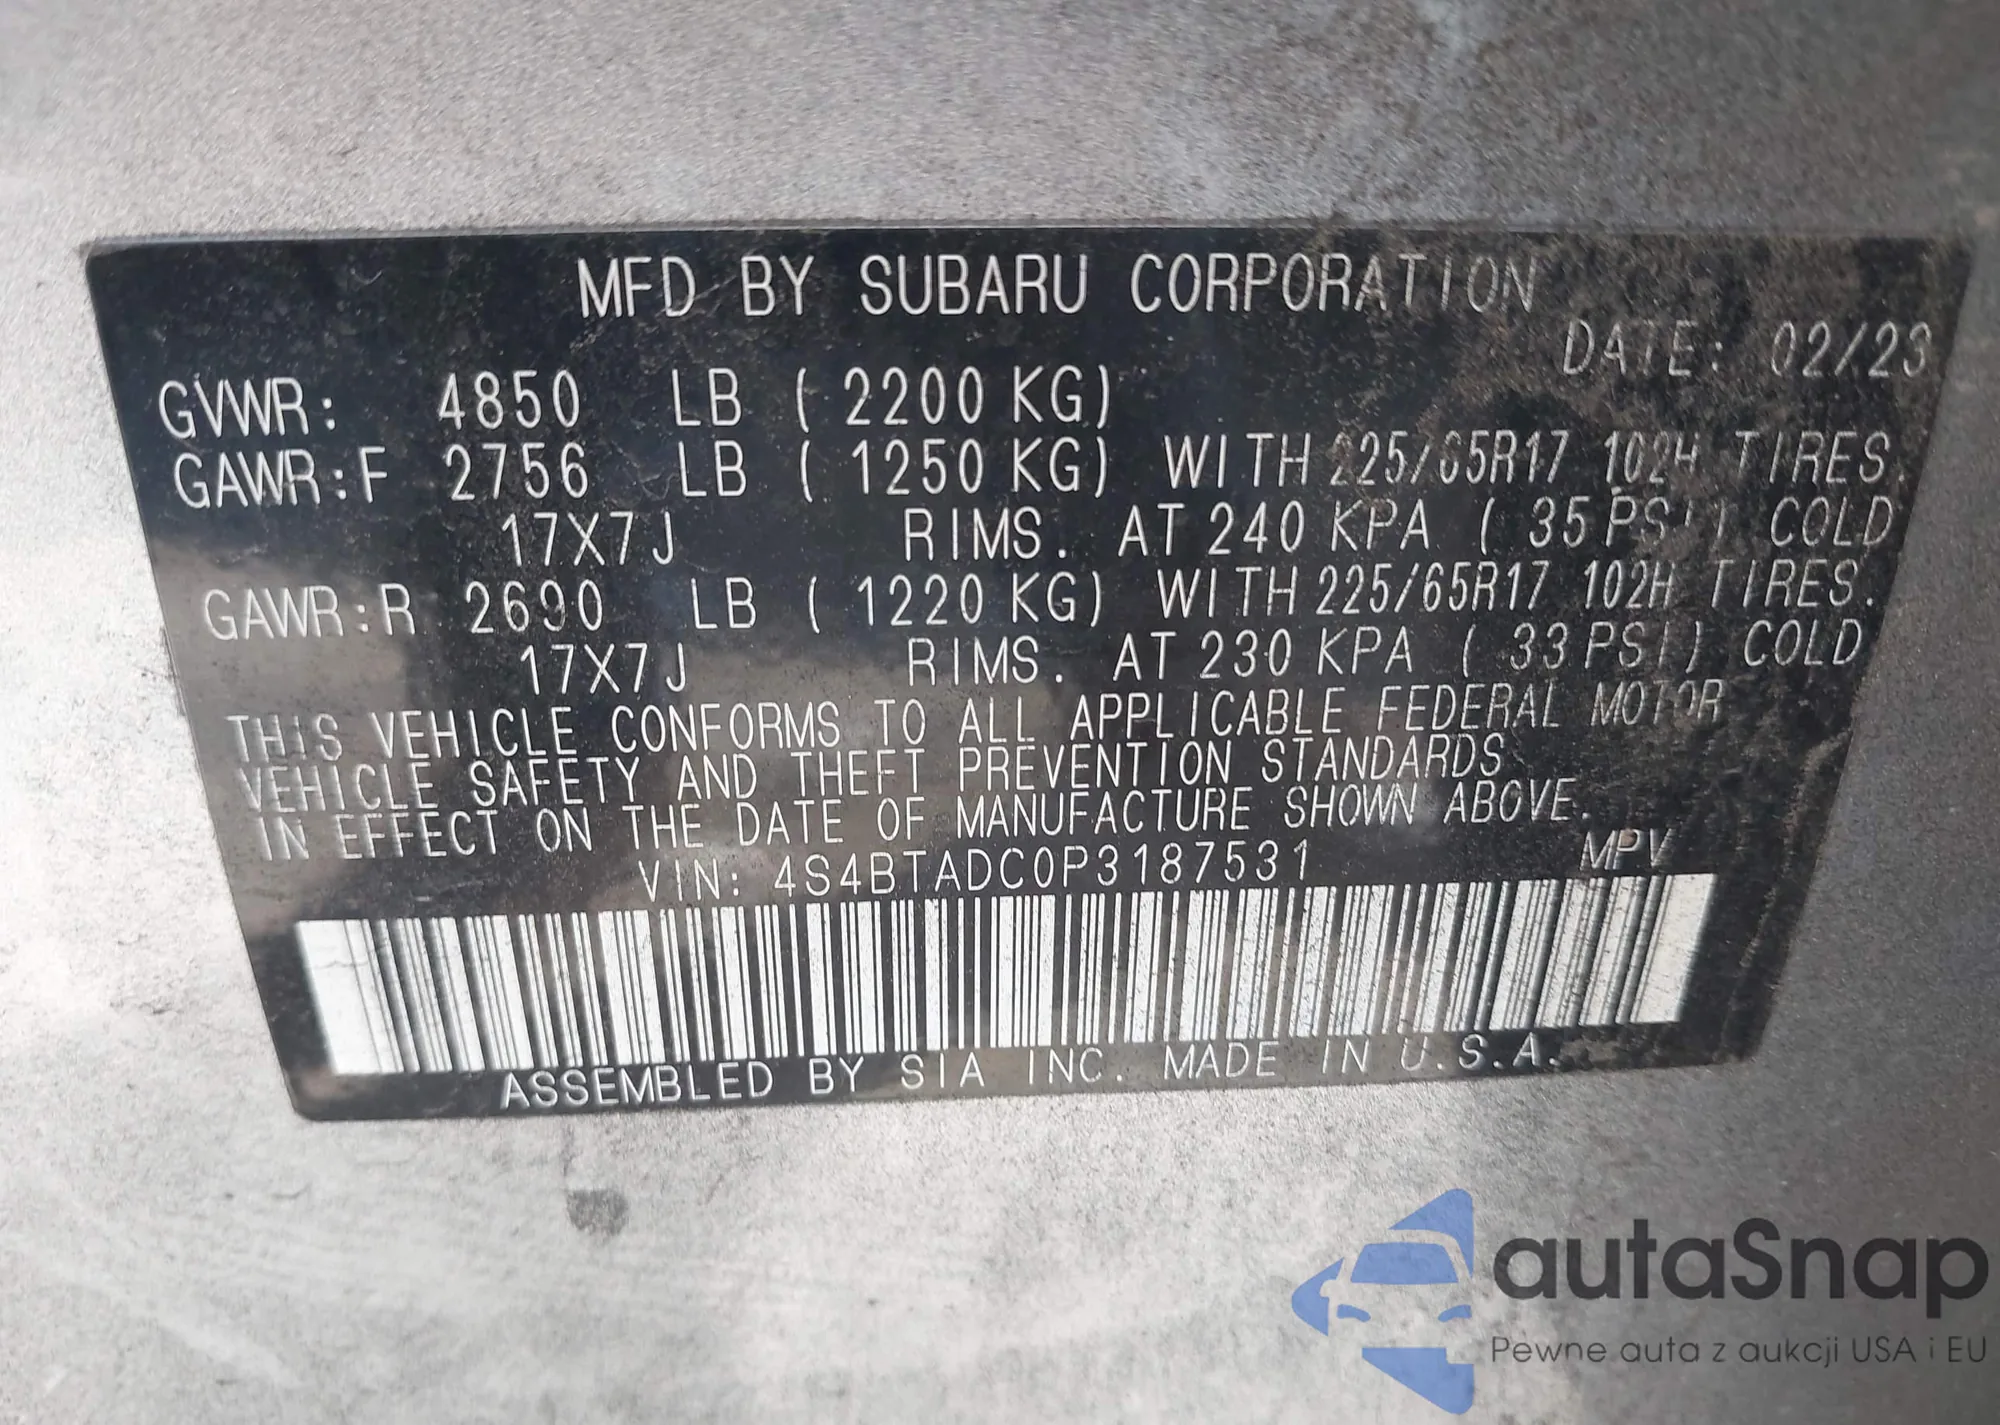 MFD BY SUBARU CORPORATION
DATE: 02/23
GVWR: 4850 LB ( 2200 KG)
GAWR:F 2756 LB ( 1250 KG) WITH 225/65R17 102H TIRES.
17X7J RIMS. AT 240 KPA ( 35 PSI) COLD
GAWR:R 2690 LB ( 1220 KG) WITH 225/65R17 102H TIRES.
17X7J RIMS. AT 230 KPA ( 33 PSI) COLD
THIS VEHICLE CONFORMS TO ALL APPLICABLE FEDERAL MOTOR
VEHICLE SAFETY AND THEFT PREVENTION STANDARDS
IN EFFECT ON THE DATE OF MANUFACTURE SHOWN ABOVE.
VIN: 4S4BTADC0P3187531 MPV
ASSEMBLED BY SIA INC. MADE IN U.S.A.
autaSnap
Pewne auta z aukcji USA i EU